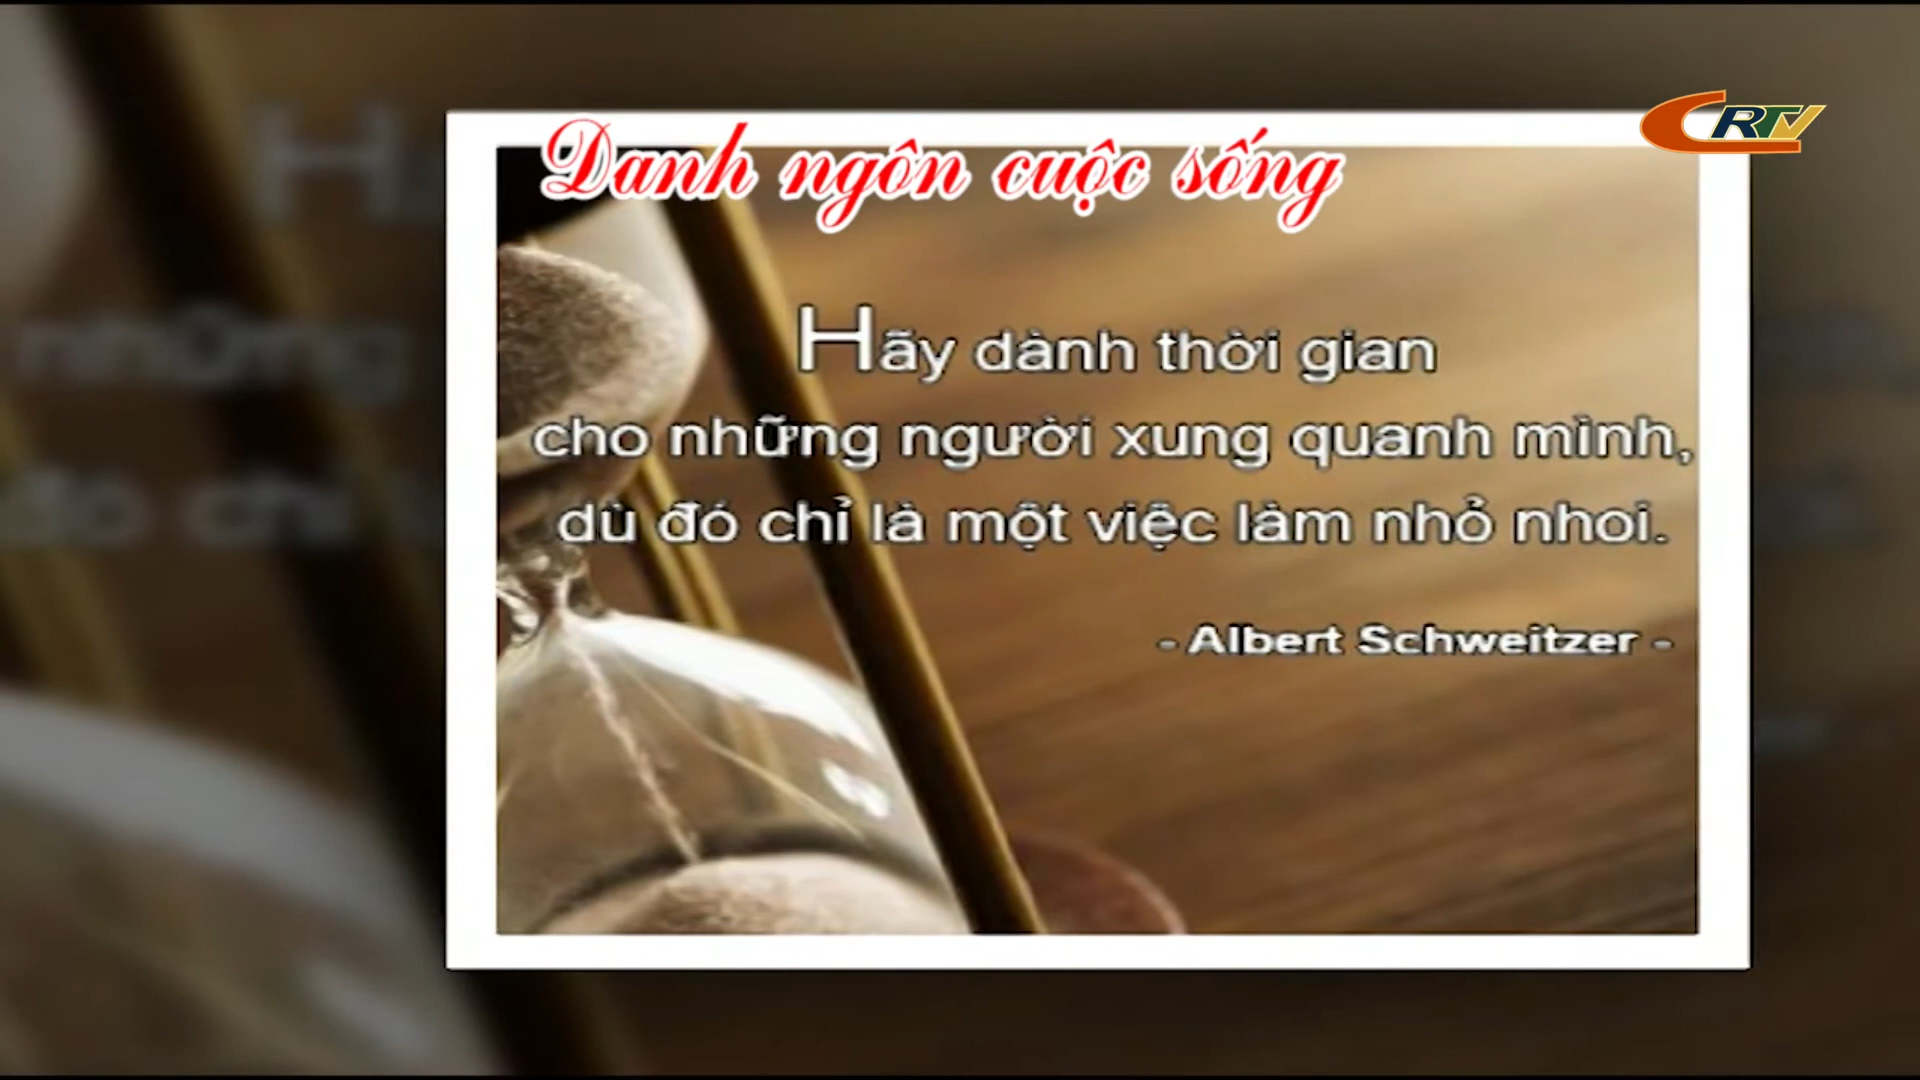 CRTV
Danh ngôn cuộc sống
Hãy dành thời gian
cho những người xung quanh mình,
dù đó chỉ là một việc làm nhỏ nhoi.
- Albert Schweitzer -